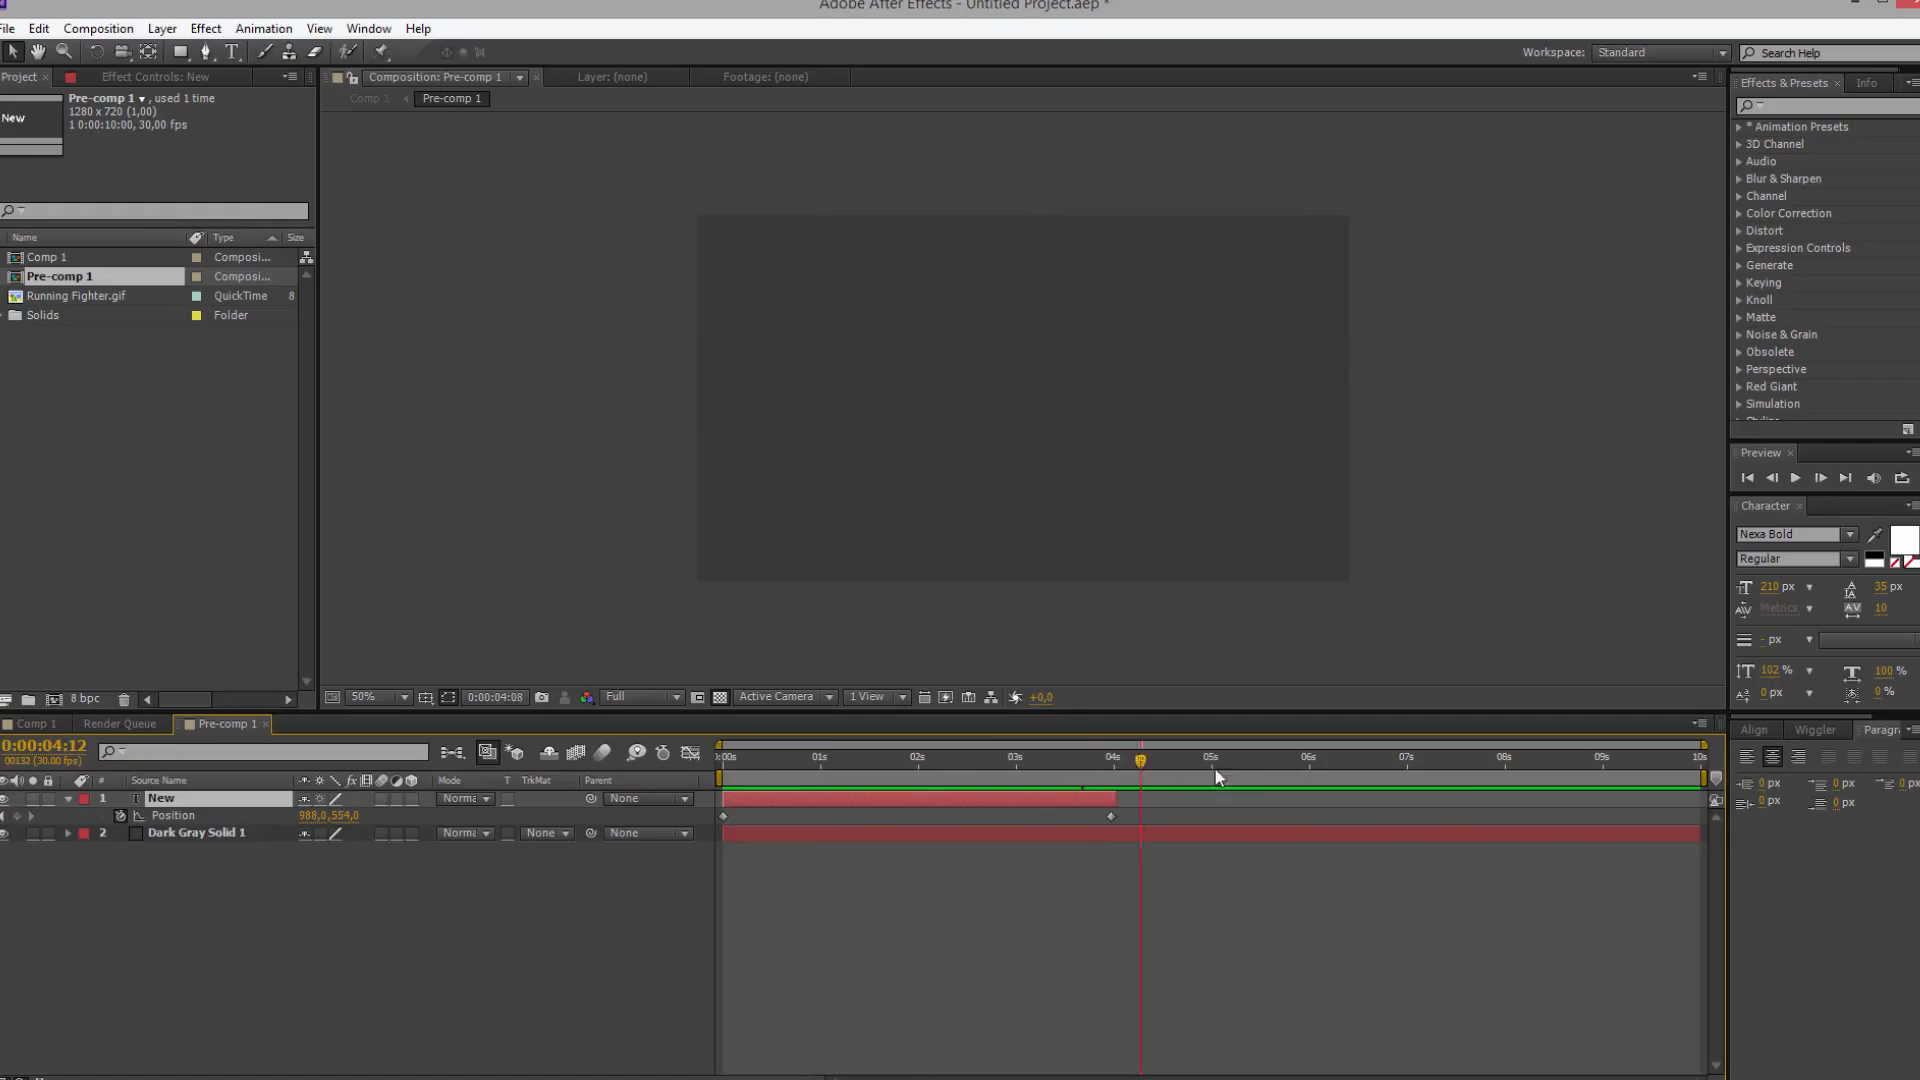 Adobe After Effects - Untitled Project.aep *
File Edit Composition Layer Effect Animation View Window Help
Workspace: Standard Search Help
Project Effect Controls: New Composition: Pre-comp 1 Layer: (none) Footage: (none)
Comp 1 Pre-comp 1
New
Pre-comp 1 , used 1 time
1280 x 720 (1,00)
1 0:00:10:00, 30,00 fps
Name Type Size
Comp 1 Composi...
Pre-comp 1 Composi...
Running Fighter.gif QuickTime 8
Solids Folder
8 bpc
50% 0:00:04:08 Full Active Camera 1 View +0,0
Effects & Presets Info
* Animation Presets
3D Channel
Audio
Blur & Sharpen
Channel
Color Correction
Distort
Expression Controls
Generate
Keying
Knoll
Matte
Noise & Grain
Obsolete
Perspective
Red Giant
Simulation
Preview
Character
Nexa Bold
Regular
210 px 35 px
Metrics 10
- px
102 % 100 %
0 px 0 %
Align Wiggler Paragr
0 px 0 px 0 px
0 px 0 px
Comp 1 Render Queue Pre-comp 1
0:00:04:12
00132 (30.00 fps)
:00s 01s 02s 03s 04s 05s 06s 07s 08s 09s 10s
# Source Name Mode T TrkMat Parent
1 T New Norma None
Position 988,0,554,0
2 Dark Gray Solid 1 Norma None None